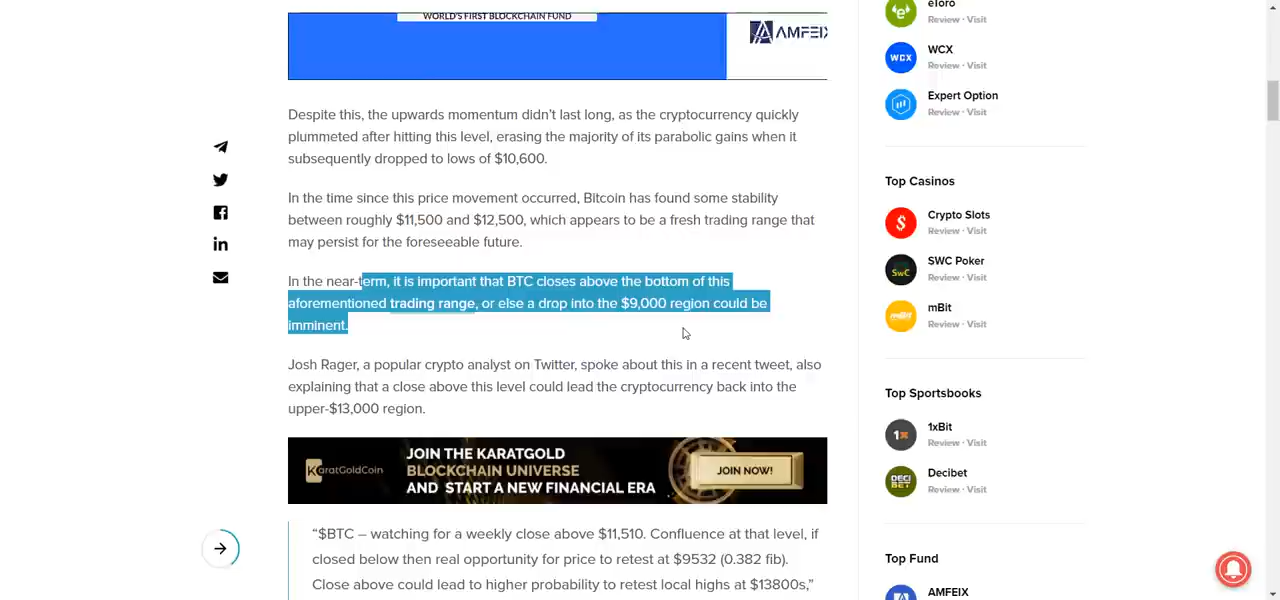 WORLD'S FIRST BLOCKCHAIN FUND
AMFEIX
Despite this, the upwards momentum didn't last long, as the cryptocurrency quickly
plummeted after hitting this level, erasing the majority of its parabolic gains when it
subsequently dropped to lows of $10,600.
In the time since this price movement occurred, Bitcoin has found some stability
between roughly $11,500 and $12,500, which appears to be a fresh trading range that
may persist for the foreseeable future.
In the near-term, it is important that BTC closes above the bottom of this
aforementioned trading range, or else a drop into the $9,000 region could be
imminent.
Josh Rager, a popular crypto analyst on Twitter, spoke about this in a recent tweet, also
explaining that a close above this level could lead the cryptocurrency back into the
upper-$13,000 region.
KaratGoldCoin
JOIN THE KARATGOLD
BLOCKCHAIN UNIVERSE
AND START A NEW FINANCIAL ERA
JOIN NOW!
“$BTC – watching for a weekly close above $11,510. Confluence at that level, if
closed below then real opportunity for price to retest at $9532 (0.382 fib).
Close above could lead to higher probability to retest local highs at $13800s,”
eToro
Review · Visit
WCX
WCX
Review · Visit
Expert Option
Review · Visit
Top Casinos
$
Crypto Slots
Review · Visit
SWC
SWC Poker
Review · Visit
mBit
mBit
Review · Visit
Top Sportsbooks
1x
1xBit
Review · Visit
DECI
BET
Decibet
Review · Visit
Top Fund
AMFEIX